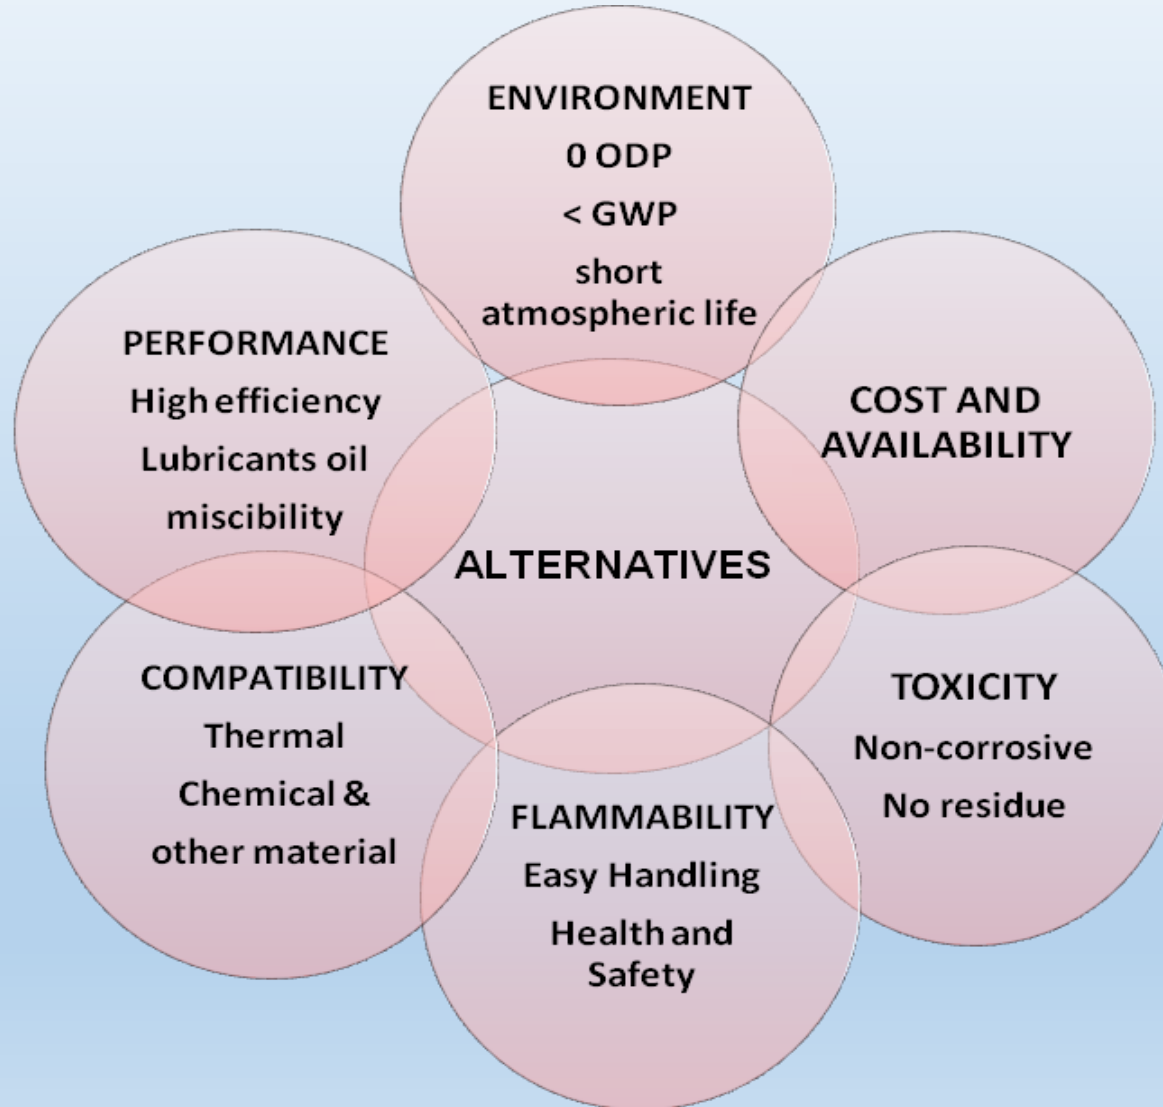 ENVIRONMENT
0 ODP
< GWP
short
atmospheric life
PERFORMANCE
High efficiency
Lubricants oil
miscibility
COST AND
AVAILABILITY
ALTERNATIVES
COMPATIBILITY
Thermal
Chemical &
other material
TOXICITY
Non-corrosive
No residue
FLAMMABILITY
Easy Handling
Health and
Safety